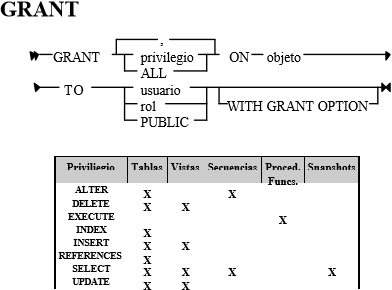 GRANT
,
GRANT privilegio ON objeto
ALL
TO usuario
rol WITH GRANT OPTION
PUBLIC
Priviliegio Tablas Vistas Secuencias Proced. Snapshots
Funcs.
ALTER X X
DELETE X X
EXECUTE X
INDEX X
INSERT X X
REFERENCES X
SELECT X X X X
UPDATE X X